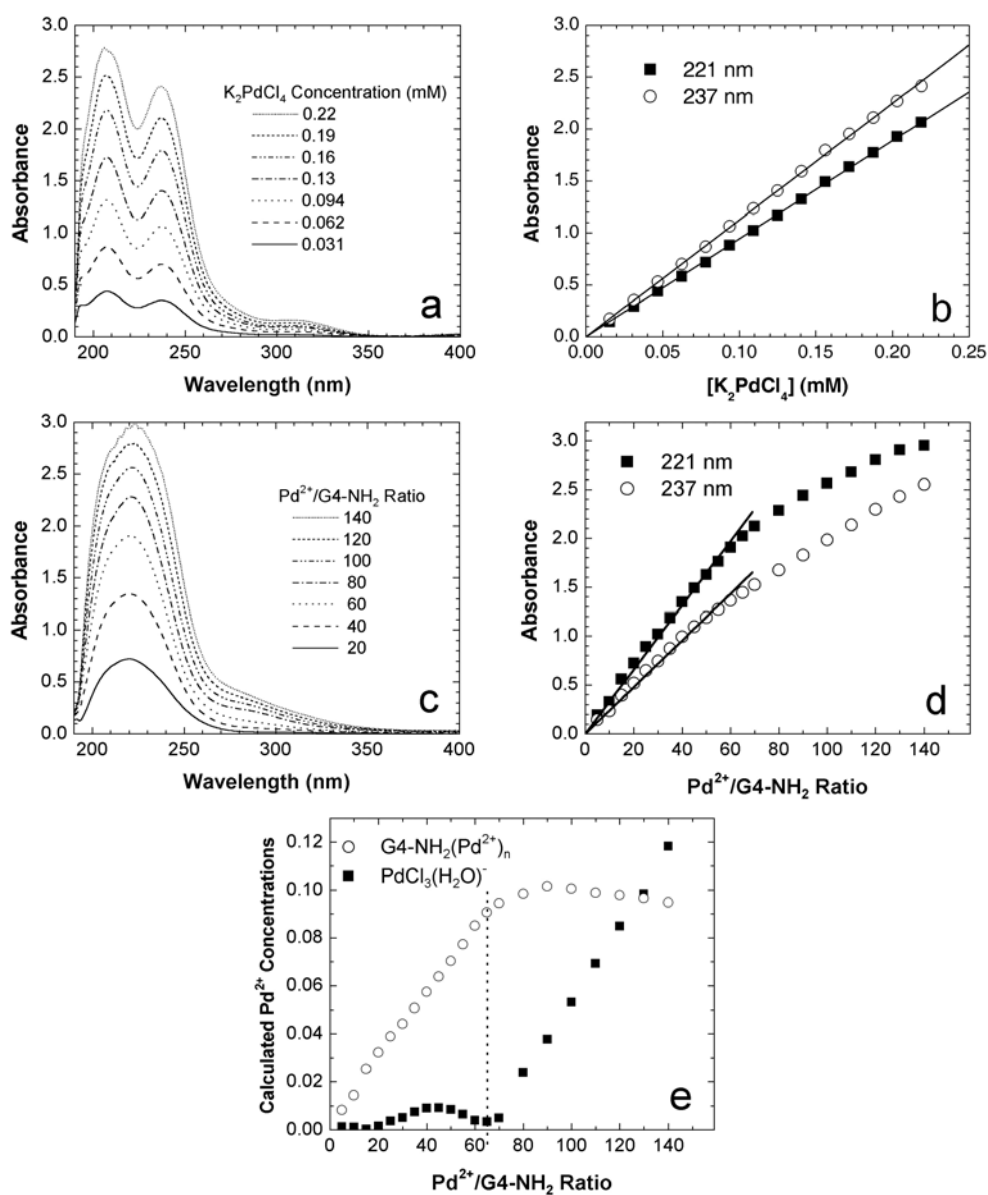 3.0
2.5
2.0
1.5
1.0
0.5
0.0
Absorbance
K₂PdCl₄ Concentration (mM)
0.22
0.19
0.16
0.13
0.094
0.062
0.031
a
200 250 300 350 400
Wavelength (nm)
3.0
2.5
2.0
1.5
1.0
0.5
0.0
Absorbance
221 nm
237 nm
b
0.00 0.05 0.10 0.15 0.20 0.25
[K₂PdCl₄] (mM)
3.0
2.5
2.0
1.5
1.0
0.5
0.0
Absorbance
Pd²⁺/G4-NH₂ Ratio
140
120
100
80
60
40
20
c
200 250 300 350 400
Wavelength (nm)
3.0
2.5
2.0
1.5
1.0
0.5
0.0
Absorbance
221 nm
237 nm
d
0 20 40 60 80 100 120 140
Pd²⁺/G4-NH₂ Ratio
0.12
0.10
0.08
0.06
0.04
0.02
0.00
Calculated Pd²⁺ Concentrations
G4-NH₂(Pd²⁺)ₙ
PdCl₃(H₂O)⁻
e
0 20 40 60 80 100 120 140
Pd²⁺/G4-NH₂ Ratio